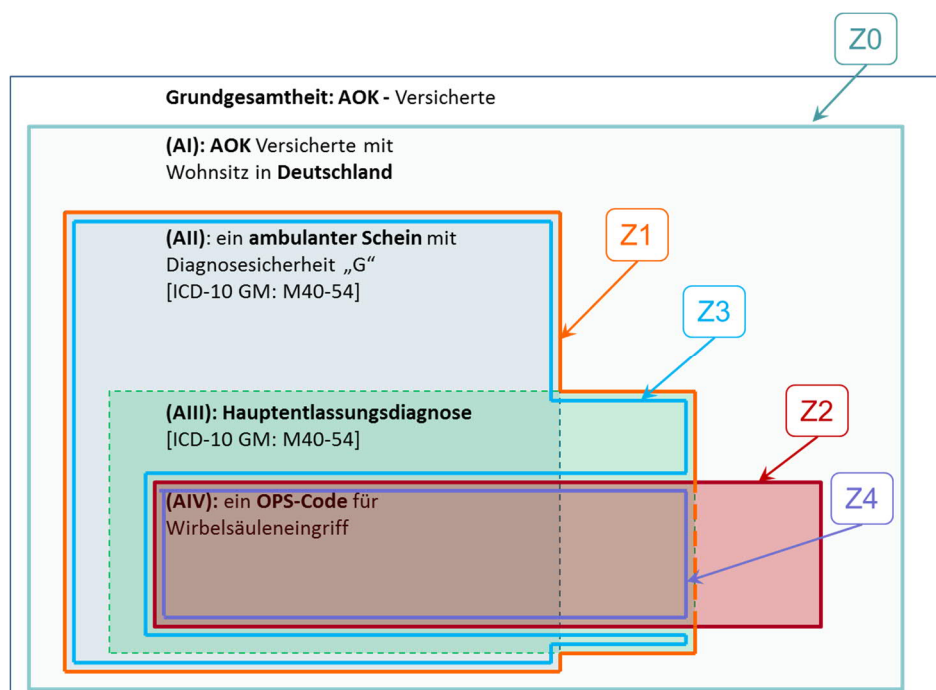 Z0
Grundgesamtheit: AOK - Versicherte
(AI): AOK Versicherte mit
Wohnsitz in Deutschland
(AII): ein ambulanter Schein mit
Diagnosesicherheit „G“
[ICD-10 GM: M40-54]
Z1
Z3
(AIII): Hauptentlassungsdiagnose
[ICD-10 GM: M40-54]
Z2
(AIV): ein OPS-Code für
Wirbelsäuleneingriff
Z4